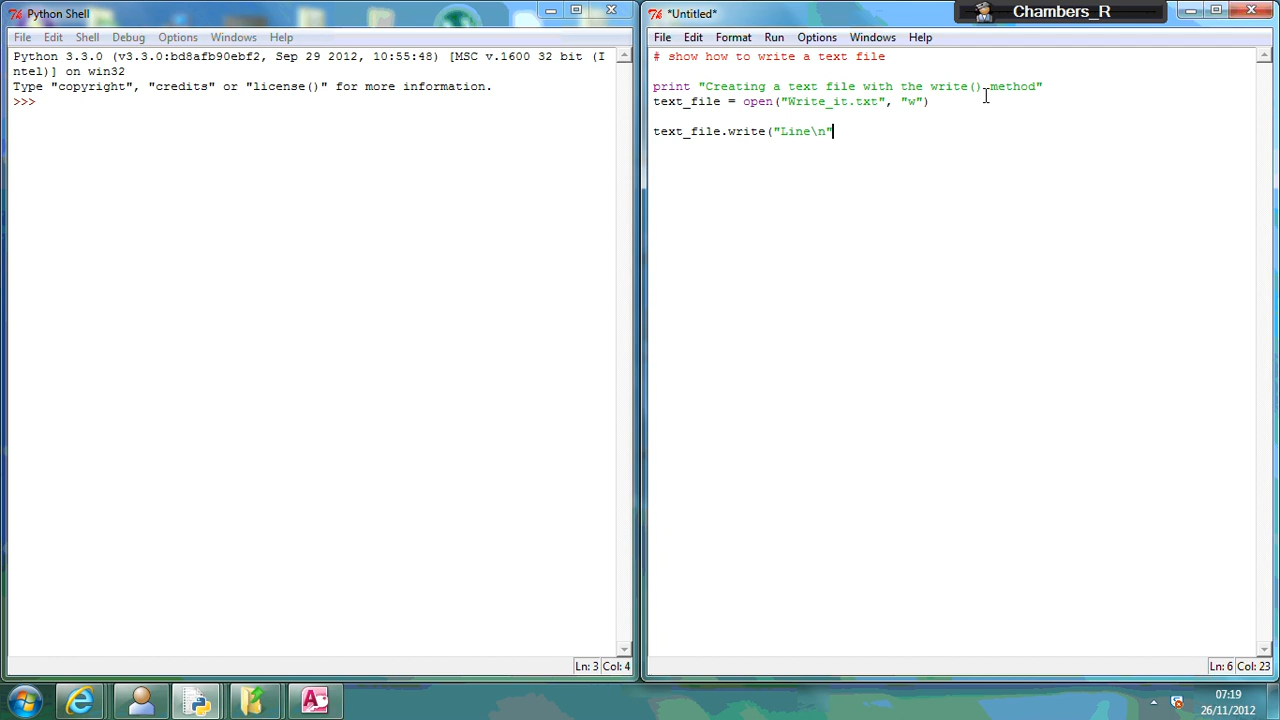 Python Shell
File Edit Shell Debug Options Windows Help
Python 3.3.0 (v3.3.0:bd8afb90ebf2, Sep 29 2012, 10:55:48) [MSC v.1600 32 bit (I
ntel)] on win32
Type "copyright", "credits" or "license()" for more information.
>>>
Ln: 3 Col: 4
*Untitled*
Chambers_R
File Edit Format Run Options Windows Help
# show how to write a text file
print "Creating a text file with the write() method"
text_file = open("Write_it.txt", "w")
text_file.write("Line\n"
Ln: 6 Col: 23
07:19
26/11/2012